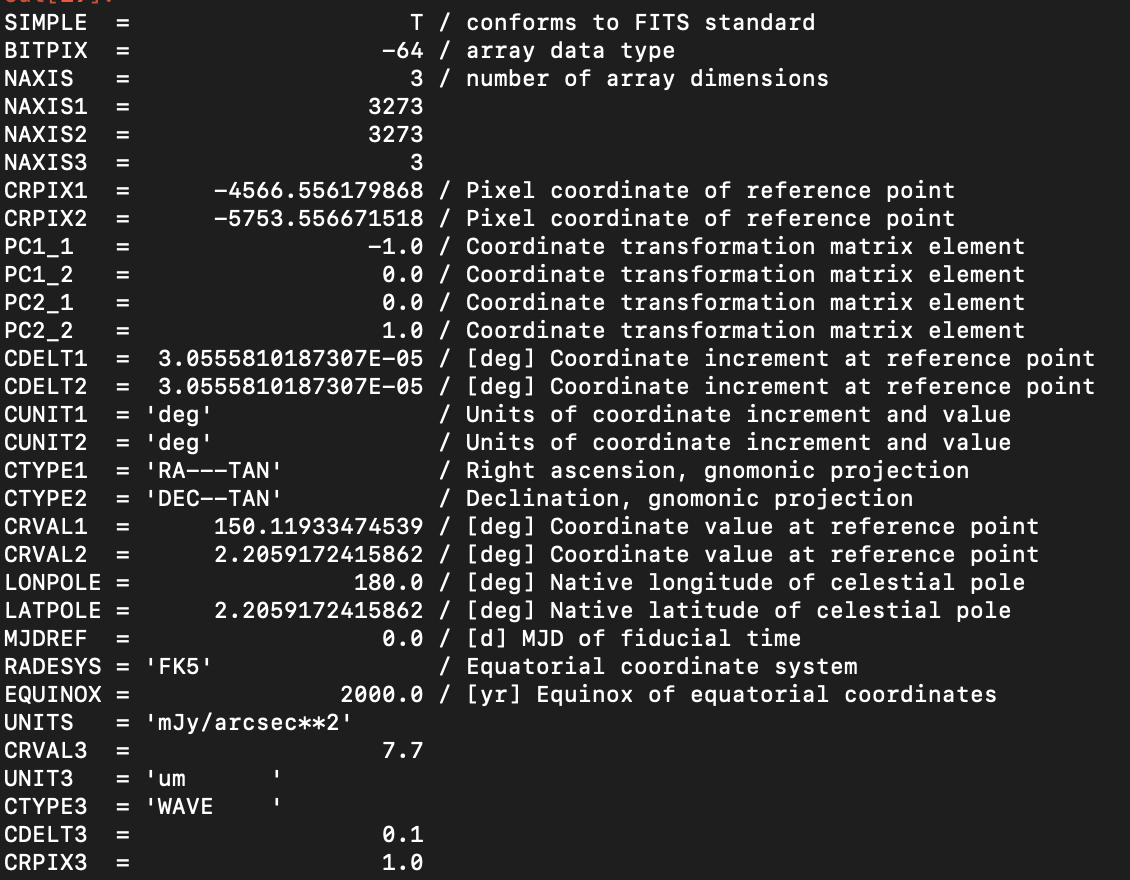 SIMPLE  =                    T / conforms to FITS standard
BITPIX  =                  -64 / array data type
NAXIS   =                    3 / number of array dimensions
NAXIS1  =                 3273
NAXIS2  =                 3273
NAXIS3  =                    3
CRPIX1  =      -4566.556179868 / Pixel coordinate of reference point
CRPIX2  =      -5753.556671518 / Pixel coordinate of reference point
PC1_1   =                 -1.0 / Coordinate transformation matrix element
PC1_2   =                  0.0 / Coordinate transformation matrix element
PC2_1   =                  0.0 / Coordinate transformation matrix element
PC2_2   =                  1.0 / Coordinate transformation matrix element
CDELT1  =  3.0555810187307E-05 / [deg] Coordinate increment at reference point
CDELT2  =  3.0555810187307E-05 / [deg] Coordinate increment at reference point
CUNIT1  = 'deg'                / Units of coordinate increment and value
CUNIT2  = 'deg'                / Units of coordinate increment and value
CTYPE1  = 'RA---TAN'           / Right ascension, gnomonic projection
CTYPE2  = 'DEC--TAN'           / Declination, gnomonic projection
CRVAL1  =      150.11933474539 / [deg] Coordinate value at reference point
CRVAL2  =      2.2059172415862 / [deg] Coordinate value at reference point
LONPOLE =                180.0 / [deg] Native longitude of celestial pole
LATPOLE =      2.2059172415862 / [deg] Native latitude of celestial pole
MJDREF  =                  0.0 / [d] MJD of fiducial time
RADESYS = 'FK5'                / Equatorial coordinate system
EQUINOX =               2000.0 / [yr] Equinox of equatorial coordinates
UNITS   = 'mJy/arcsec**2'
CRVAL3  =                  7.7
UNIT3   = 'um      '
CTYPE3  = 'WAVE    '
CDELT3  =                  0.1
CRPIX3  =                  1.0